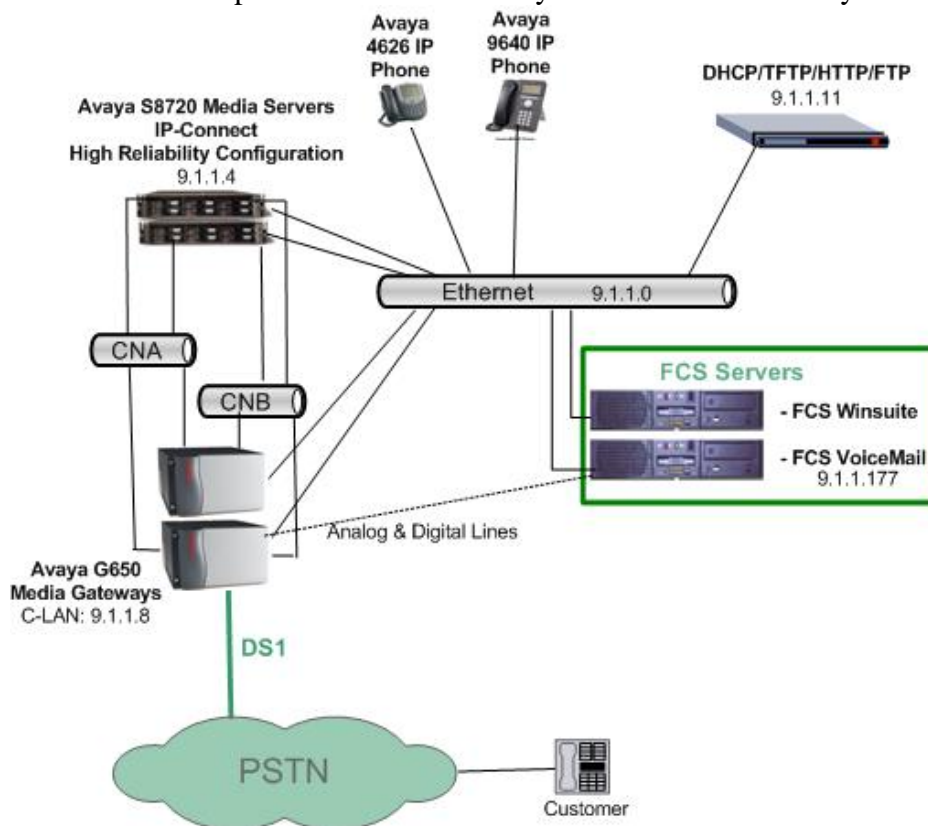 Avaya
4626 IP
Phone
Avaya
9640 IP
Phone
DHCP/TFTP/HTTP/FTP
9.1.1.11
Avaya S8720 Media Servers
IP-Connect
High Reliability Configuration
9.1.1.4
Ethernet 9.1.1.0
CNA
CNB
FCS Servers
- FCS Winsuite
- FCS VoiceMail
9.1.1.177
Analog & Digital Lines
Avaya G650
Media Gateways
C-LAN: 9.1.1.8
DS1
PSTN
Customer